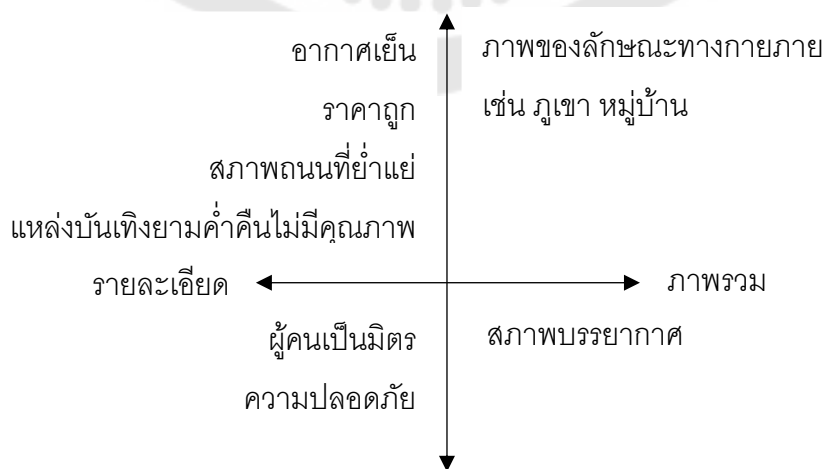 อากาศเย็น
ราคาถูก
สภาพถนนที่ย่ำแย่
แหล่งบันเทิงยามค่ำคืนไม่มีคุณภาพ
ภาพของลักษณะทางกายภาย
เช่น ภูเขา หมู่บ้าน
รายละเอียด
ภาพรวม
ผู้คนเป็นมิตร
ความปลอดภัย
สภาพบรรยากาศ